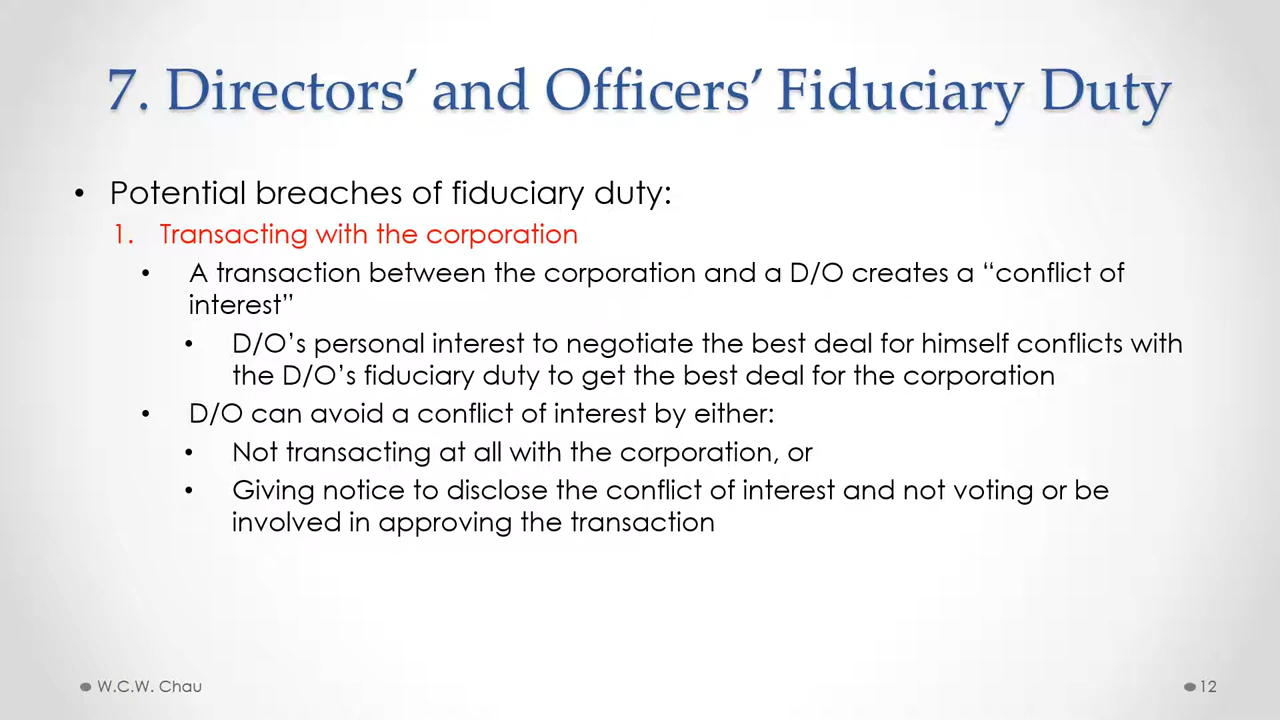 7. Directors’ and Officers’ Fiduciary Duty
• Potential breaches of fiduciary duty:
1. Transacting with the corporation
• A transaction between the corporation and a D/O creates a “conflict of
interest”
• D/O’s personal interest to negotiate the best deal for himself conflicts with
the D/O’s fiduciary duty to get the best deal for the corporation
• D/O can avoid a conflict of interest by either:
• Not transacting at all with the corporation, or
• Giving notice to disclose the conflict of interest and not voting or be
involved in approving the transaction
W.C.W. Chau
12